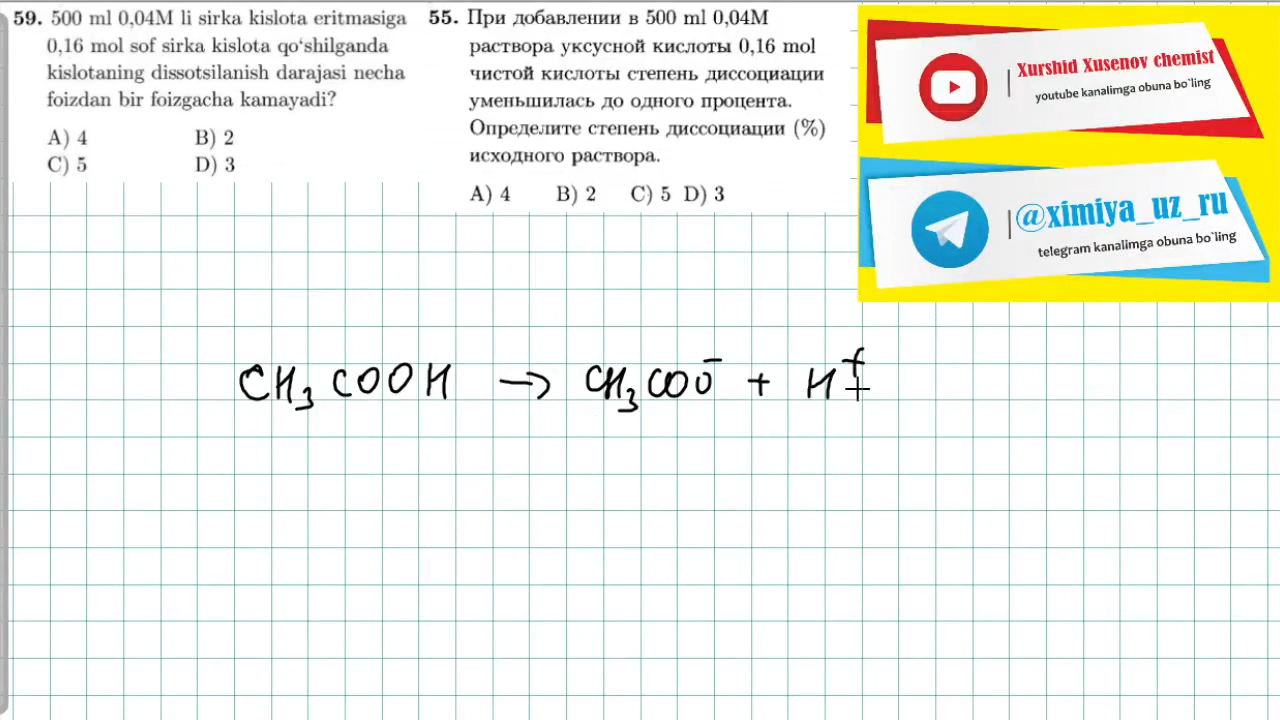 59. 500 ml 0,04M li sirka kislota eritmasiga
0,16 mol sof sirka kislota qo‘shilganda
kislotaning dissotsilanish darajasi necha
foizdan bir foizgacha kamayadi?
A) 4 B) 2
C) 5 D) 3
55. При добавлении в 500 ml 0,04M
раствора уксусной кислоты 0,16 mol
чистой кислоты степень диссоциации
уменьшилась до одного процента.
Определите степень диссоциации (%)
исходного раствора.
A) 4 B) 2 C) 5 D) 3
Xurshid Xusenov chemist
youtube kanalimga obuna bo`ling
@ximiya_uz_ru
telegram kanalimga obuna bo`ling
CH₃COOH → CH₃COO⁻ + H⁺